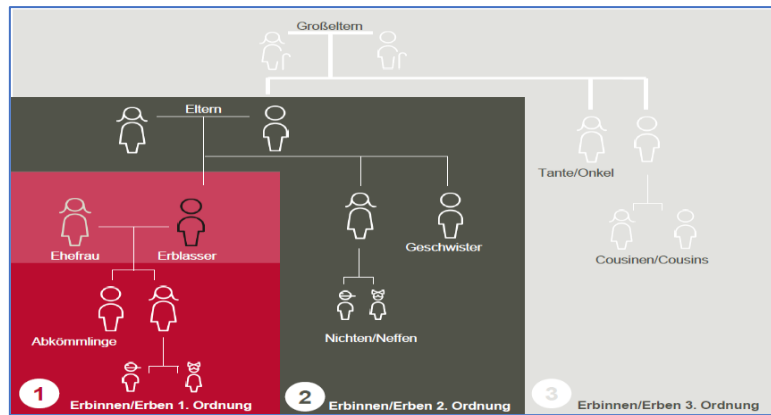 Großeltern
Eltern
Tante/Onkel
Ehefrau
Erblasser
Geschwister
Cousinen/Cousins
Abkömmlinge
Nichten/Neffen
1
Erbinnen/Erben 1. Ordnung
2
Erbinnen/Erben 2. Ordnung
3
Erbinnen/Erben 3. Ordnung